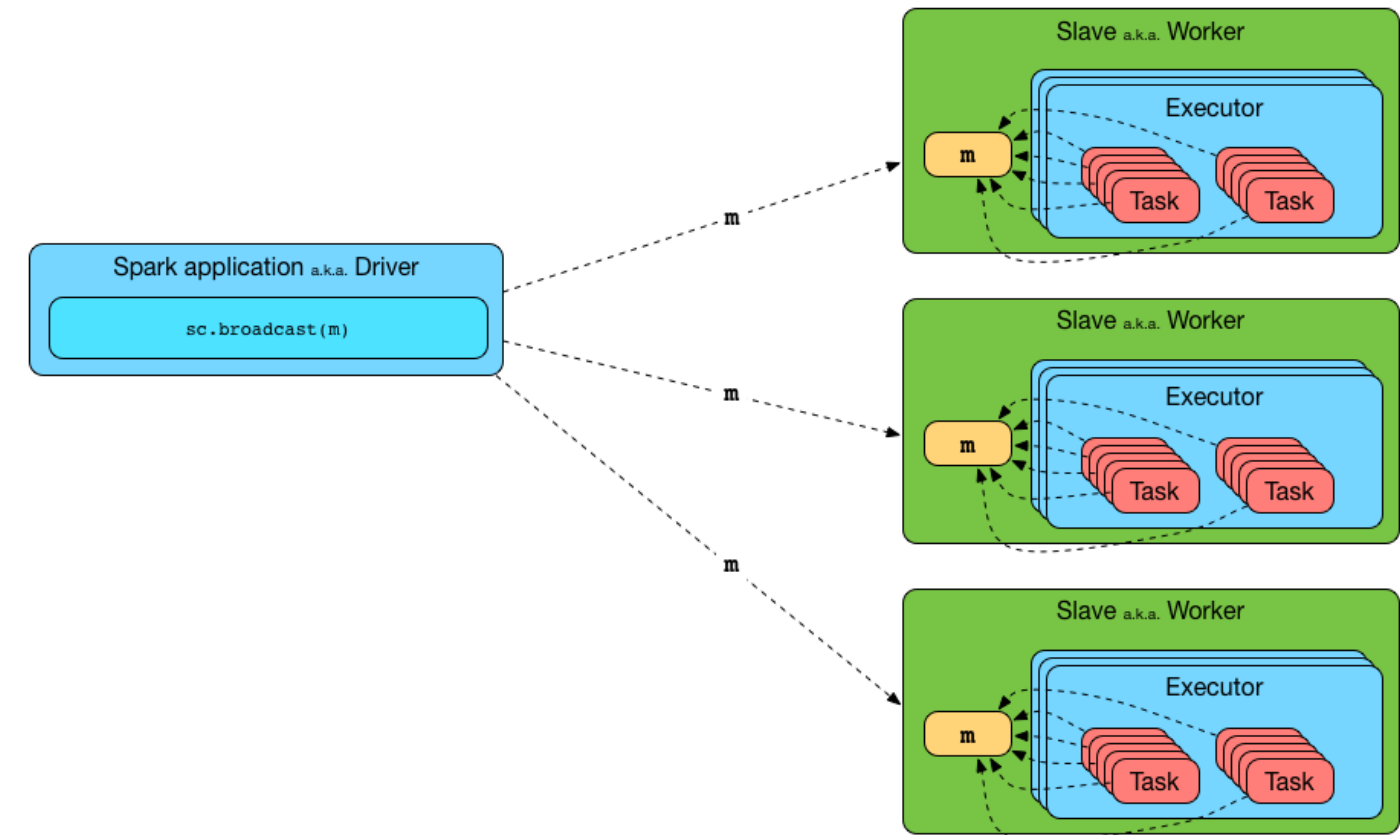 Slave a.k.a. Worker
Executor
m
Task Task
m
Spark application a.k.a. Driver
sc.broadcast(m)
Slave a.k.a. Worker
m
Executor
m
Task Task
m
Slave a.k.a. Worker
Executor
m
Task Task